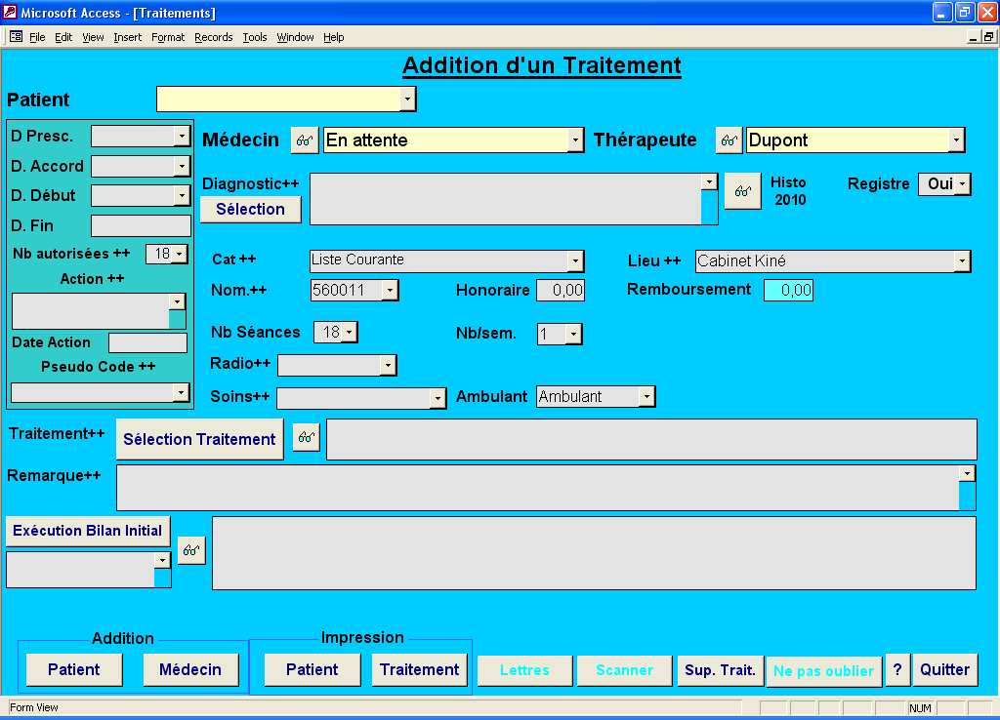 Microsoft Access - [Traitements]
File Edit View Insert Format Records Tools Window Help
Addition d'un Traitement
Patient
D Presc.
D. Accord
D. Début
D. Fin
Nb autorisées ++ 18
Action ++
Date Action
Pseudo Code ++
Médecin En attente Thérapeute Dupont
Diagnostic++
Sélection
Histo
2010
Registre Oui
Cat ++ Liste Courante Lieu ++ Cabinet Kiné
Nom.++ 560011 Honoraire 0,00 Remboursement 0,00
Nb Séances 18 Nb/sem. 1
Radio++
Soins++ Ambulant Ambulant
Traitement++ Sélection Traitement
Remarque++
Exécution Bilan Initial
Addition Impression
Patient Médecin Patient Traitement Lettres Scanner Sup. Trait. Ne pas oublier ? Quitter
Form View NUM